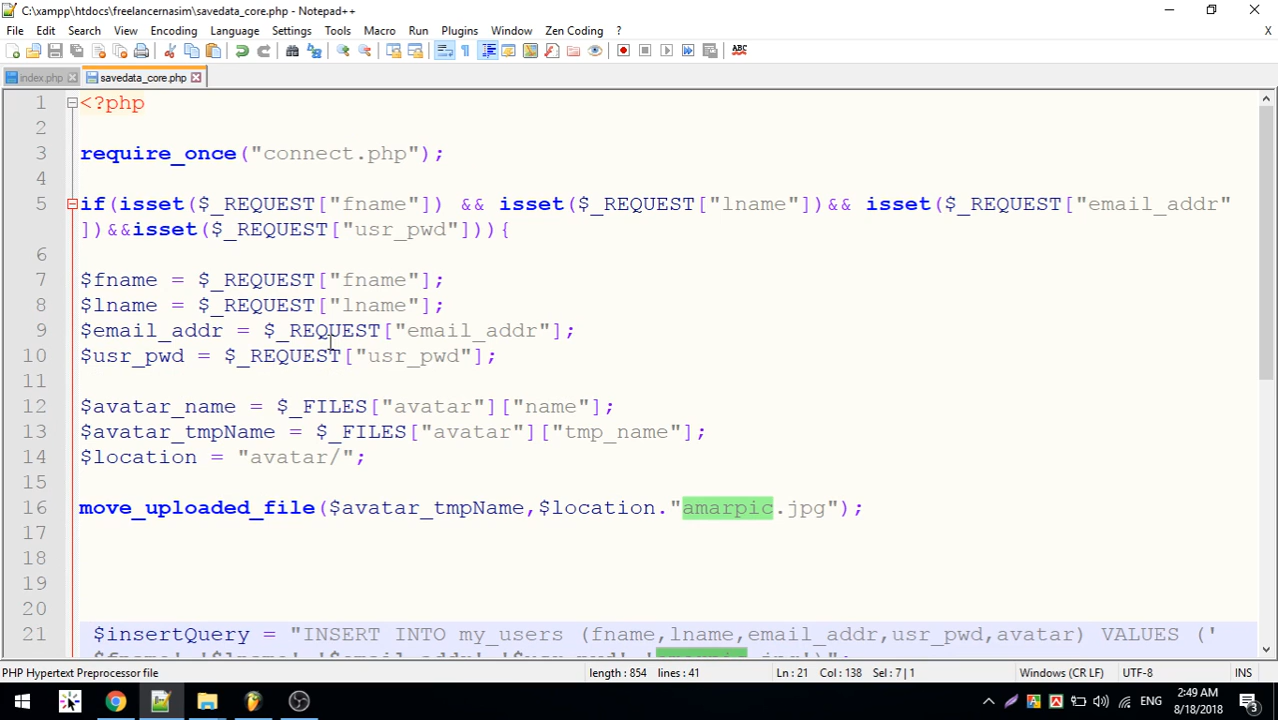 C:\xampp\htdocs\freelancernasim\savedata_core.php - Notepad++
File Edit Search View Encoding Language Settings Tools Macro Run Plugins Window Zen Coding ?
X
ABC
index.php savedata_core.php
1 <?php
2
3 require_once("connect.php");
4
5 if(isset($_REQUEST["fname"]) && isset($_REQUEST["lname"])&& isset($_REQUEST["email_addr"
])&&isset($_REQUEST["usr_pwd"])){
6
7 $fname = $_REQUEST["fname"];
8 $lname = $_REQUEST["lname"];
9 $email_addr = $_REQUEST["email_addr"];
10 $usr_pwd = $_REQUEST["usr_pwd"];
11
12 $avatar_name = $_FILES["avatar"]["name"];
13 $avatar_tmpName = $_FILES["avatar"]["tmp_name"];
14 $location = "avatar/";
15
16 move_uploaded_file($avatar_tmpName,$location."amarpic.jpg");
17
18
19
20
21 $insertQuery = "INSERT INTO my_users (fname,lname,email_addr,usr_pwd,avatar) VALUES ('
PHP Hypertext Preprocessor file length : 854 lines : 41 Ln : 21 Col : 138 Sel : 7 | 1 Windows (CR LF) UTF-8 INS
ENG
2:49 AM
8/18/2018
3